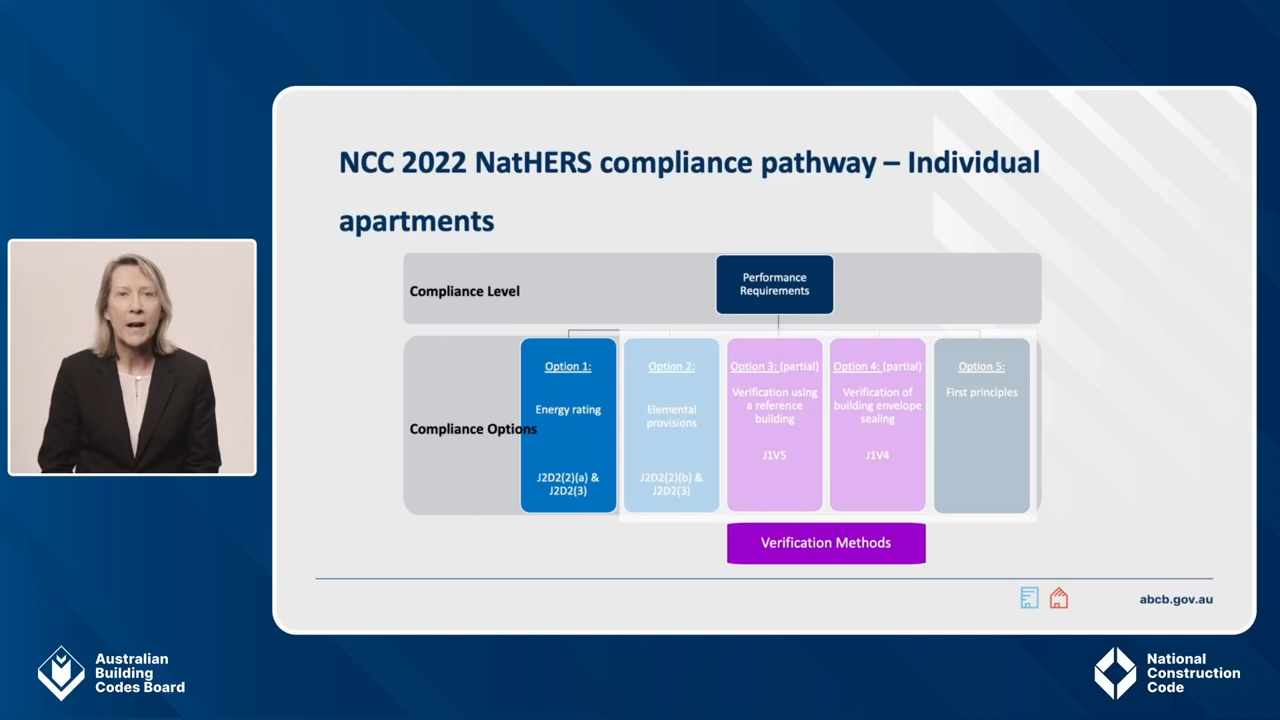 NCC 2022 NatHERS compliance pathway – Individual
apartments
Compliance Level
Performance
Requirements
Compliance Options
Option 1:
Energy rating
J2D2(2)(a) &
J2D2(3)
Option 2:
Elemental
provisions
J2D2(2)(b) &
J2D2(3)
Option 3: (partial)
Verification using
a reference
building
J1V5
Option 4: (partial)
Verification of
building envelope
sealing
J1V4
Option 5:
First principles
Verification Methods
abcb.gov.au
Australian
Building
Codes Board
National
Construction
Code